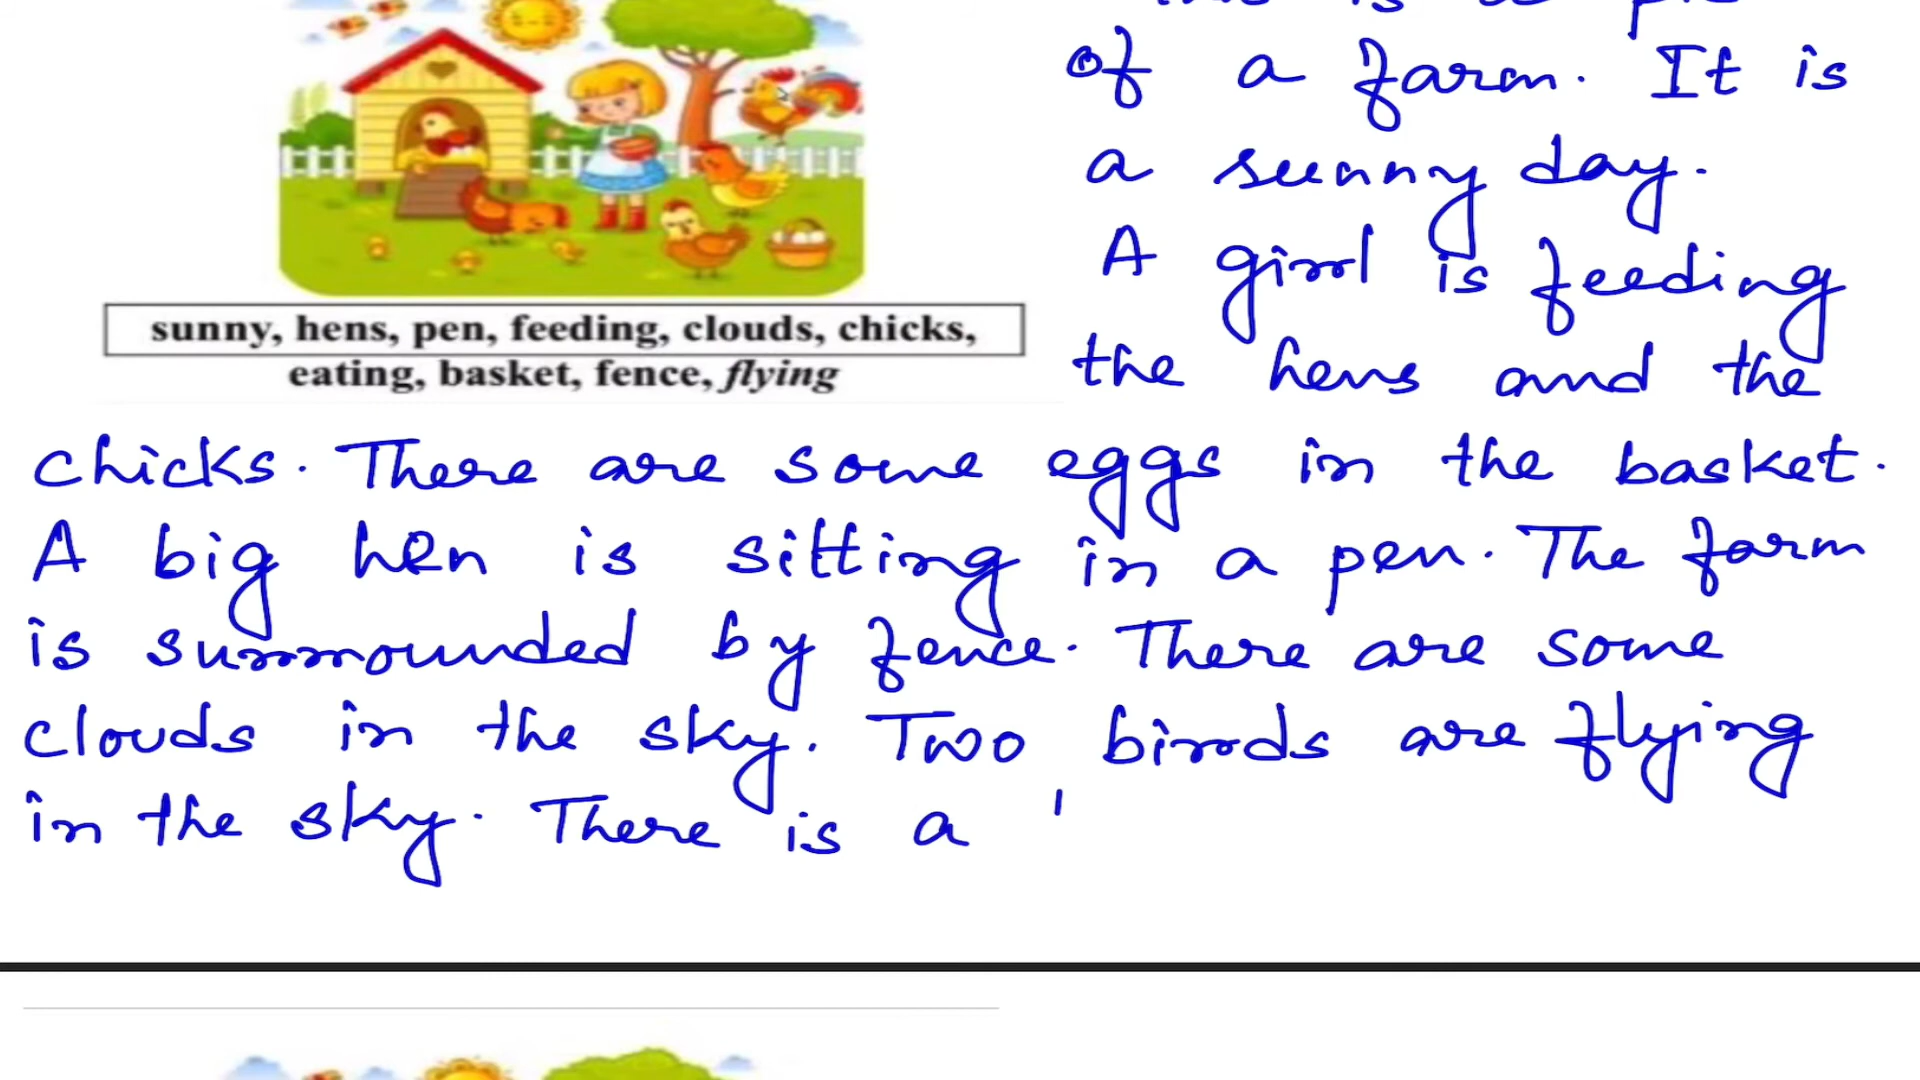 of a farm. It is
a sunny day.
A girl is feeding
sunny, hens, pen, feeding, clouds, chicks,
eating, basket, fence, flying
the hens and the
chicks. There are some eggs in the basket.
A big hen is sitting in a pen. The farm
is surrounded by fence. There are some
clouds in the sky. Two birds are flying
in the sky. There is a